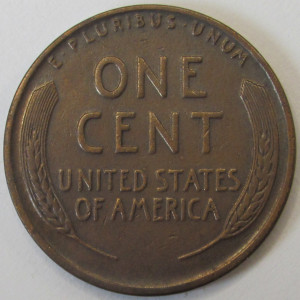 E·PLURIBUS·UNUM
ONE
CENT
UNITED STATES
OF AMERICA